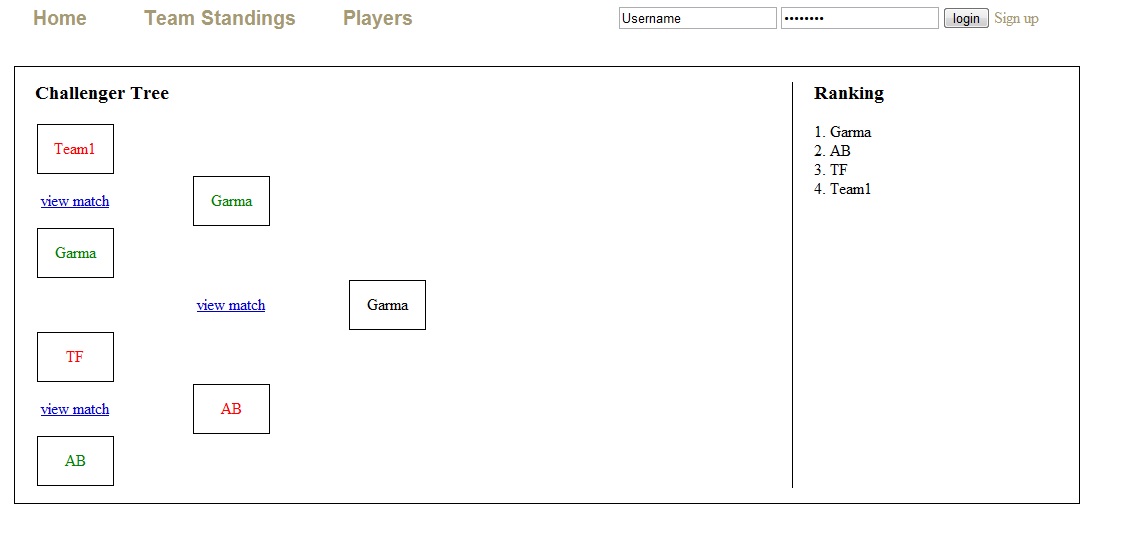 Home Team Standings Players Username •••••••• login Sign up
Challenger Tree
Team1
view match
Garma
Garma
view match
Garma
TF
view match
AB
AB
Ranking
1. Garma
2. AB
3. TF
4. Team1